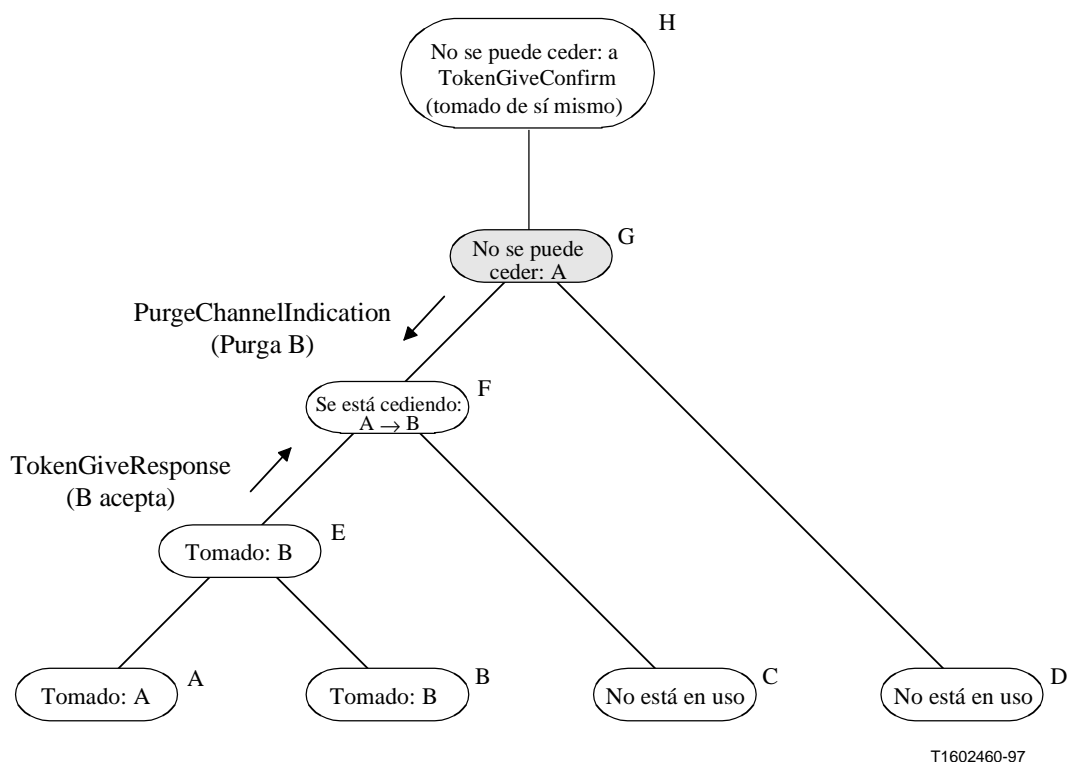 H
No se puede ceder: a
TokenGiveConfirm
(tomado de sí mismo)
G
No se puede
ceder: A
PurgeChannelIndication
(Purga B)
F
Se está cediendo:
A → B
TokenGiveResponse
(B acepta)
E
Tomado: B
A
Tomado: A
B
Tomado: B
C
No está en uso
D
No está en uso
T1602460-97